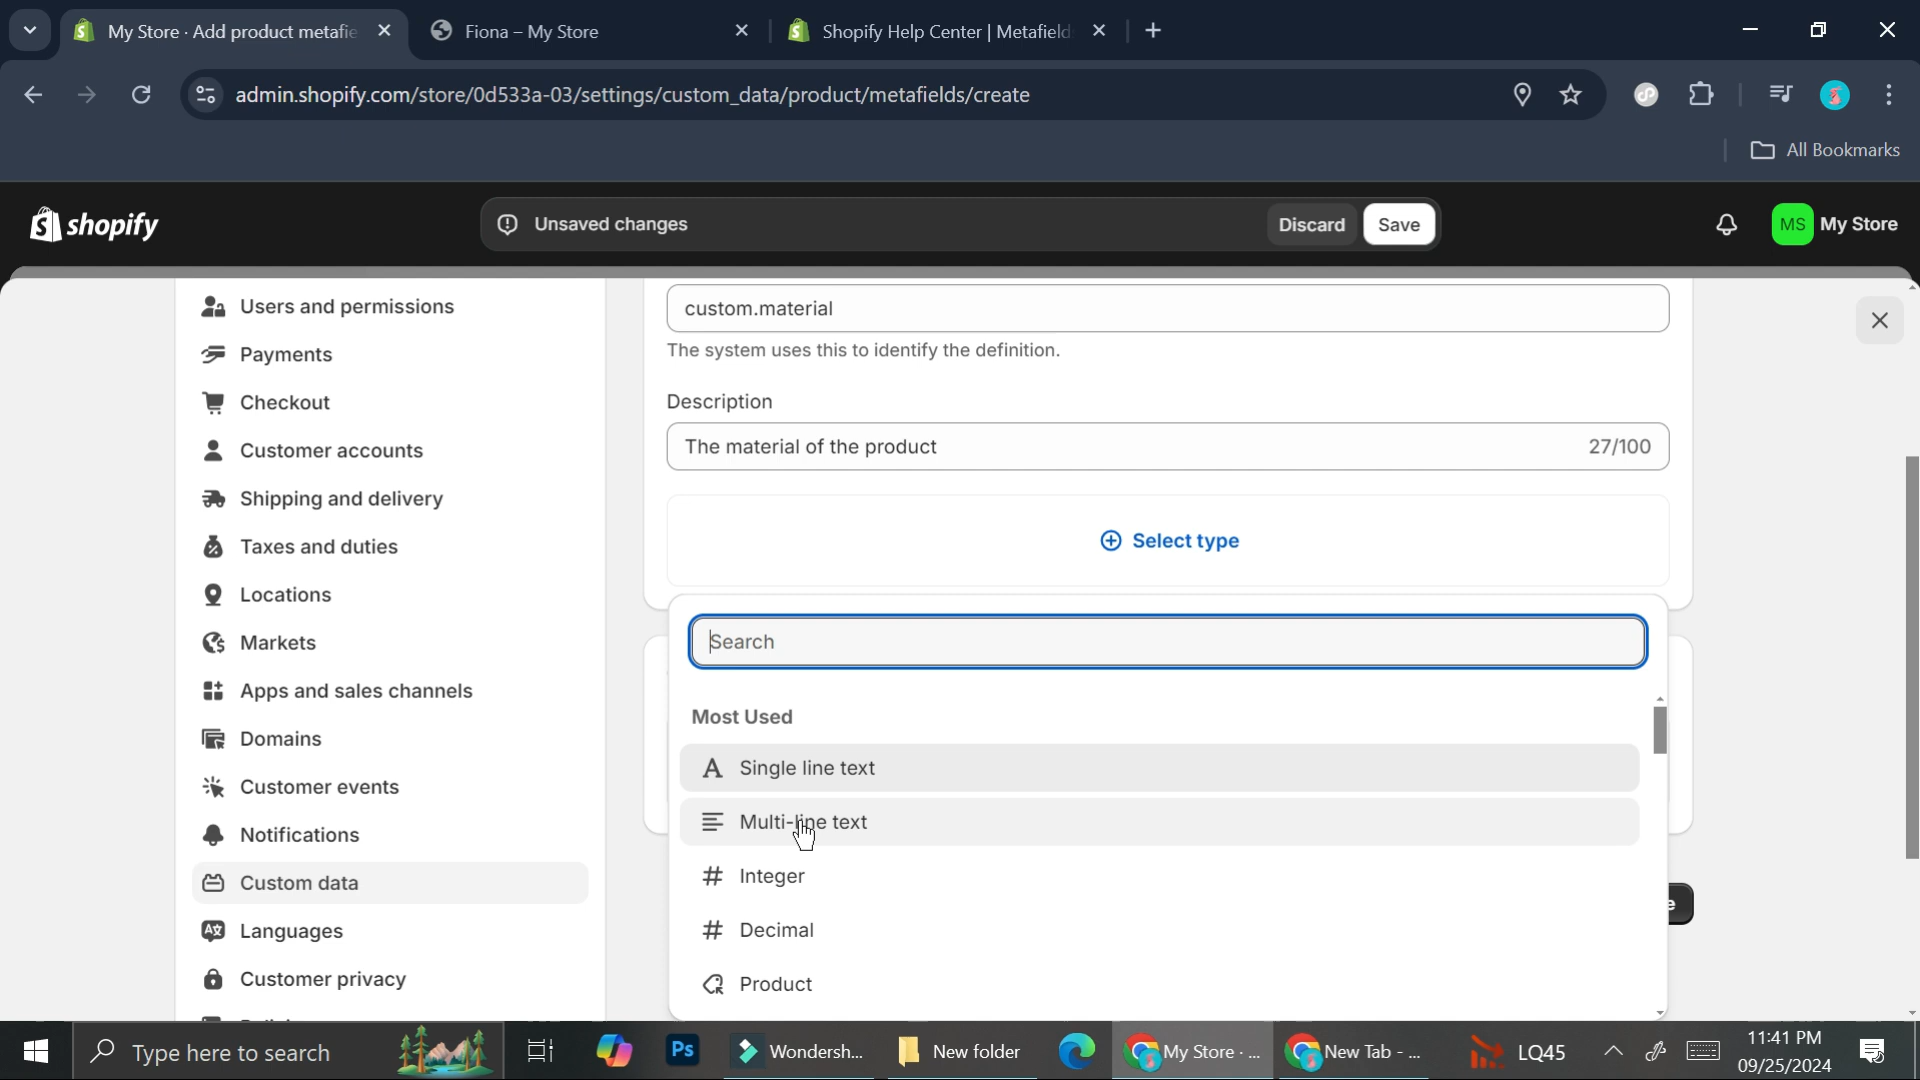 My Store · Add product metafie
Fiona – My Store
Shopify Help Center | Metafield
admin.shopify.com/store/0d533a-03/settings/custom_data/product/metafields/create
All Bookmarks
shopify
Unsaved changes
Discard
Save
MS
My Store
Users and permissions
Payments
Checkout
Customer accounts
Shipping and delivery
Taxes and duties
Locations
Markets
Apps and sales channels
Domains
Customer events
Notifications
Custom data
Languages
Customer privacy
custom.material
The system uses this to identify the definition.
Description
The material of the product
27/100
Select type
Search
Most Used
Single line text
Multi-line text
Integer
Decimal
Product
Type here to search
Ps
Wondersh...
New folder
My Store · ...
New Tab - ...
LQ45
11:41 PM
09/25/2024